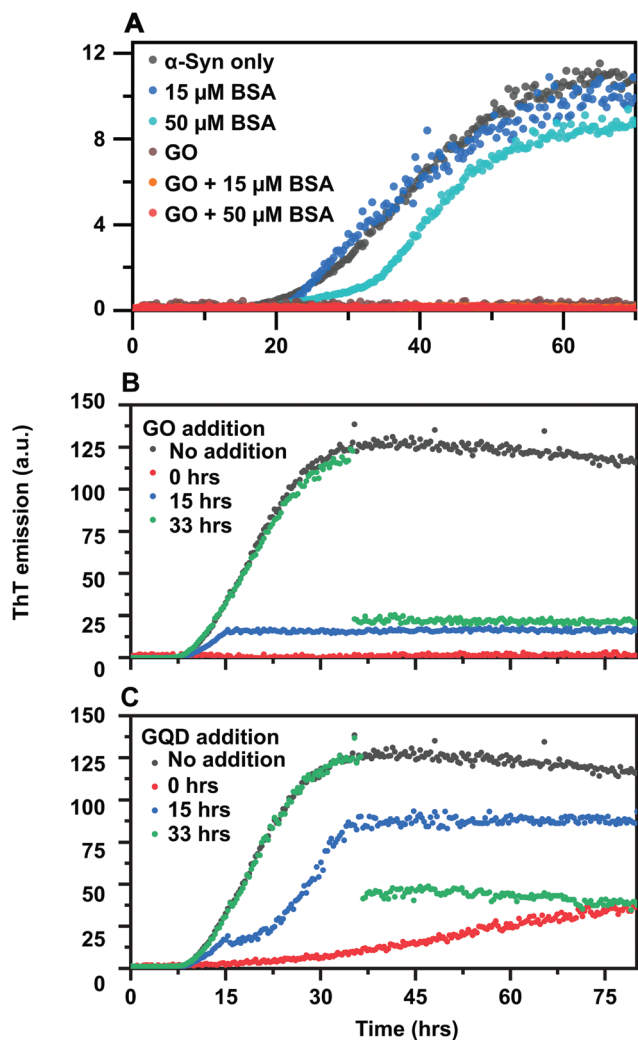 A
12
8
4
0
α-Syn only
15 µM BSA
50 µM BSA
GO
GO + 15 µM BSA
GO + 50 µM BSA
0
20
40
60
B
150
125
100
75
50
25
0
GO addition
No addition
0 hrs
15 hrs
33 hrs
ThT emission (a.u.)
C
150
125
100
75
50
25
0
GQD addition
No addition
0 hrs
15 hrs
33 hrs
0
15
30
45
60
75
Time (hrs)